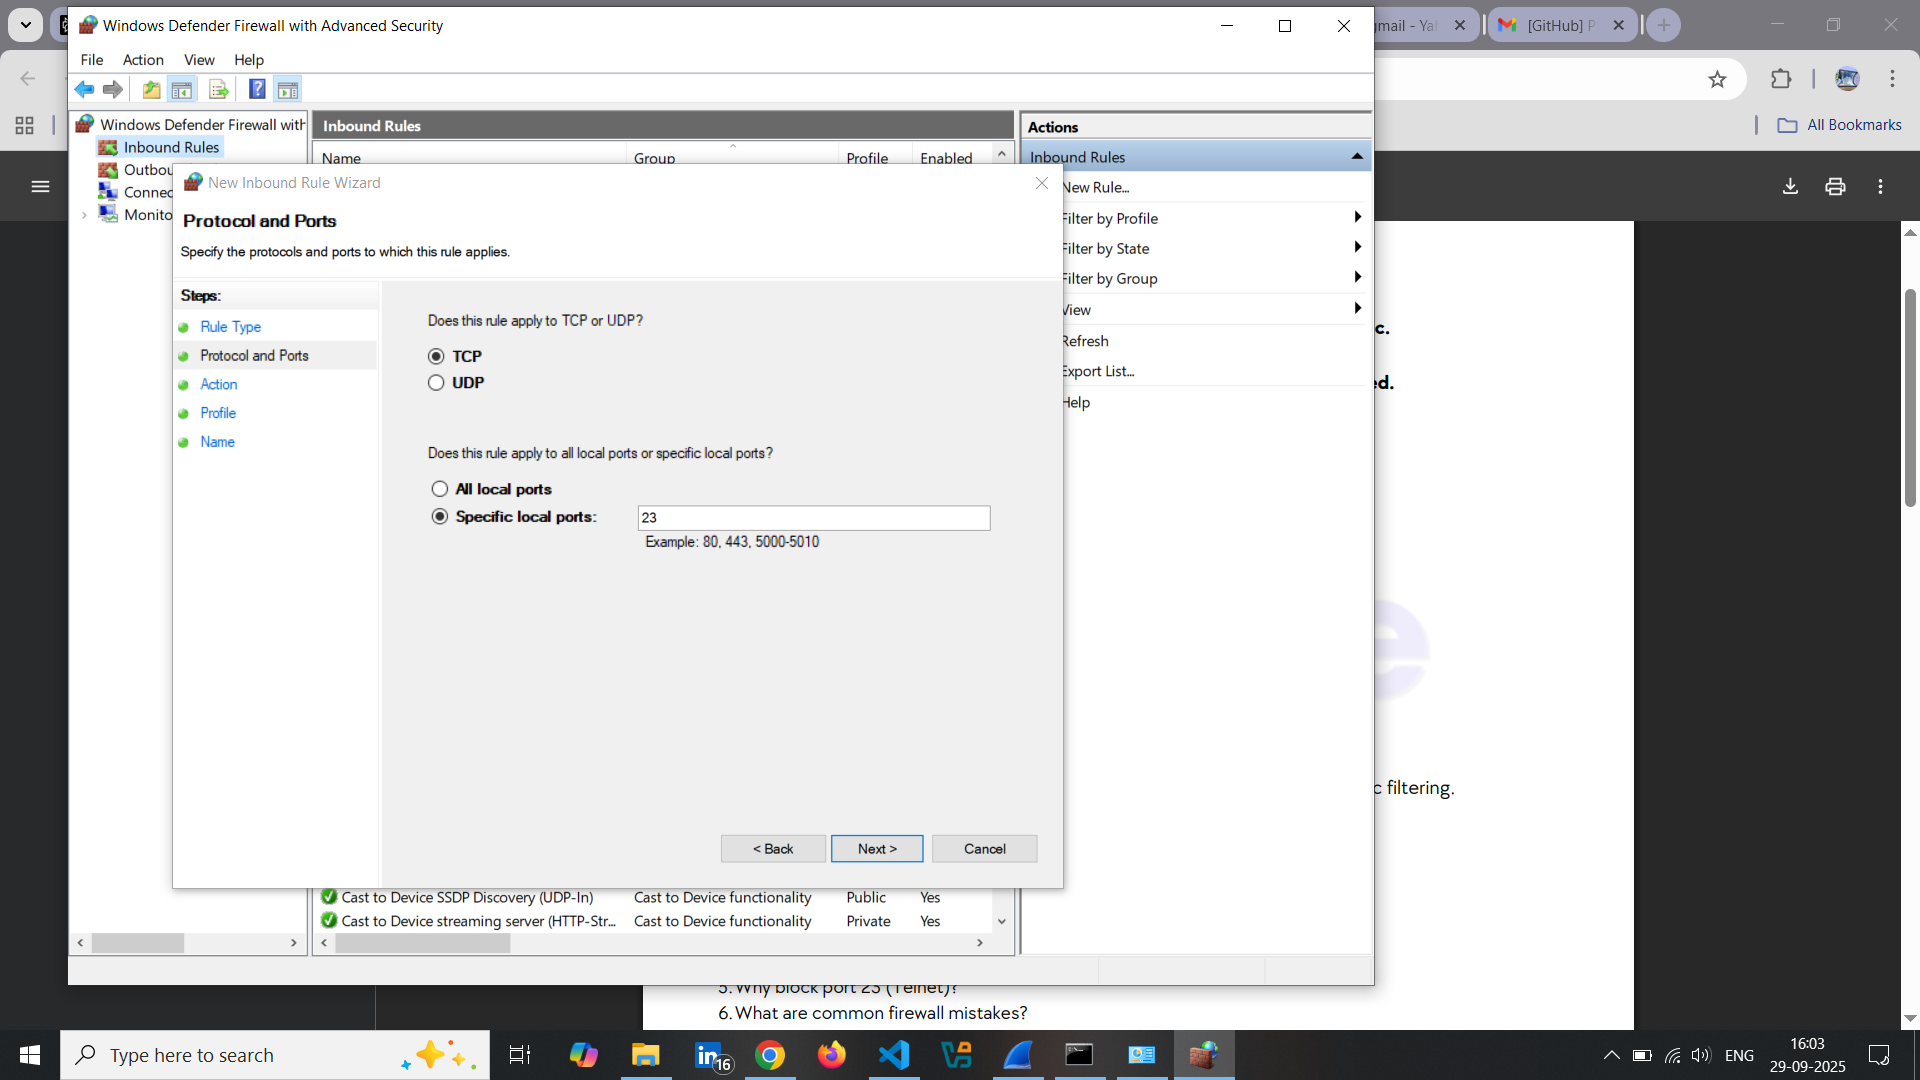 Windows Defender Firewall with Advanced Security
gmail - Ya
[GitHub] P
File Action View Help
All Bookmarks
Windows Defender Firewall with
Inbound Rules
Outbou
Connec
Monito
Inbound Rules
Name Group Profile Enabled
Actions
Inbound Rules
New Rule...
Filter by Profile
Filter by State
Filter by Group
View
Refresh
Export List...
Help
New Inbound Rule Wizard
Protocol and Ports
Specify the protocols and ports to which this rule applies.
Steps:
Rule Type
Protocol and Ports
Action
Profile
Name
Does this rule apply to TCP or UDP?
TCP
UDP
Does this rule apply to all local ports or specific local ports?
All local ports
Specific local ports: 23
Example: 80, 443, 5000-5010
< Back Next > Cancel
Cast to Device SSDP Discovery (UDP-In) Cast to Device functionality Public Yes
Cast to Device streaming server (HTTP-Str... Cast to Device functionality Private Yes
c.
ed.
c filtering.
5. Why block port 23 (Telnet)?
6. What are common firewall mistakes?
Type here to search
16
ENG
16:03
29-09-2025